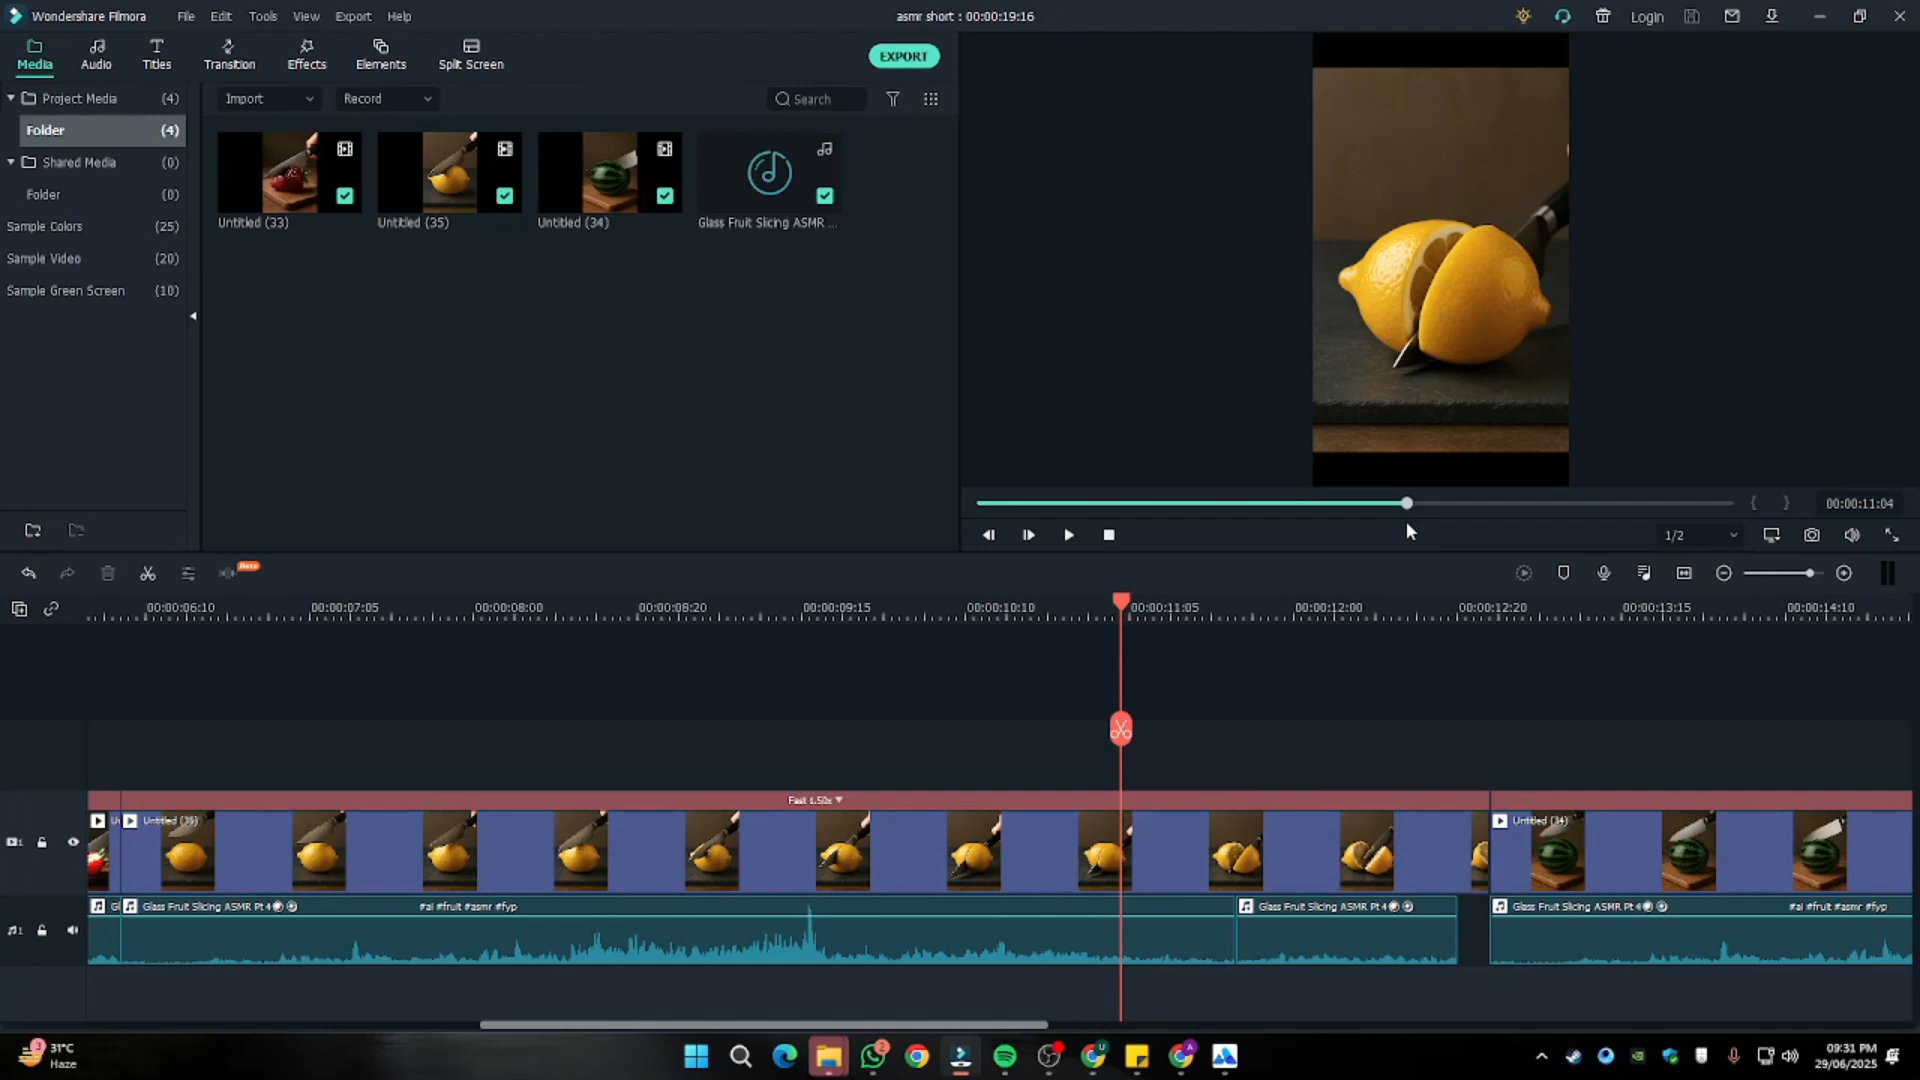 Wondershare Filmora File Edit Tools View Export Help
asmr short : 00:00:19:16
Login
Media Audio Titles Transition Effects Elements Split Screen
EXPORT
Project Media (4)
Import Record Search
Folder (4)
Shared Media (0)
Folder (0)
Sample Colors (25)
Sample Video (20)
Sample Green Screen (10)
Untitled (33) Untitled (35) Untitled (34) Glass Fruit Slicing ASMR ...
00:00:11:04
1/2
Beta
00:00:06:10 00:00:07:05 00:00:08:00 00:00:08:20 00:00:09:15 00:00:10:10 00:00:11:05 00:00:12:00 00:00:12:20 00:00:13:15 00:00:14:10
Fast 1.50x
Untitled (35) Untitled (34)
Glass Fruit Slicing ASMR Pt 4 #ai #fruit #asmr #fyp Glass Fruit Slicing ASMR Pt 4 Glass Fruit Slicing ASMR Pt 4 #ai #fruit #asmr #fyp
1
1
3
31°C
Haze
2
U
A
09:31 PM
29/06/2025